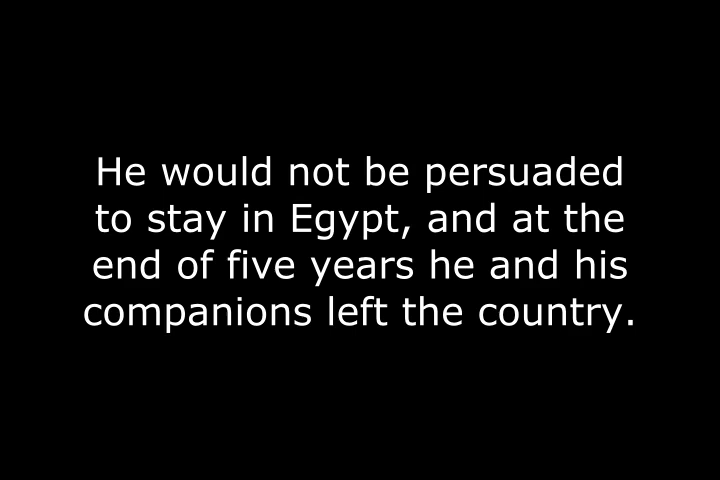 He would not be persuaded
to stay in Egypt, and at the
end of five years he and his
companions left the country.